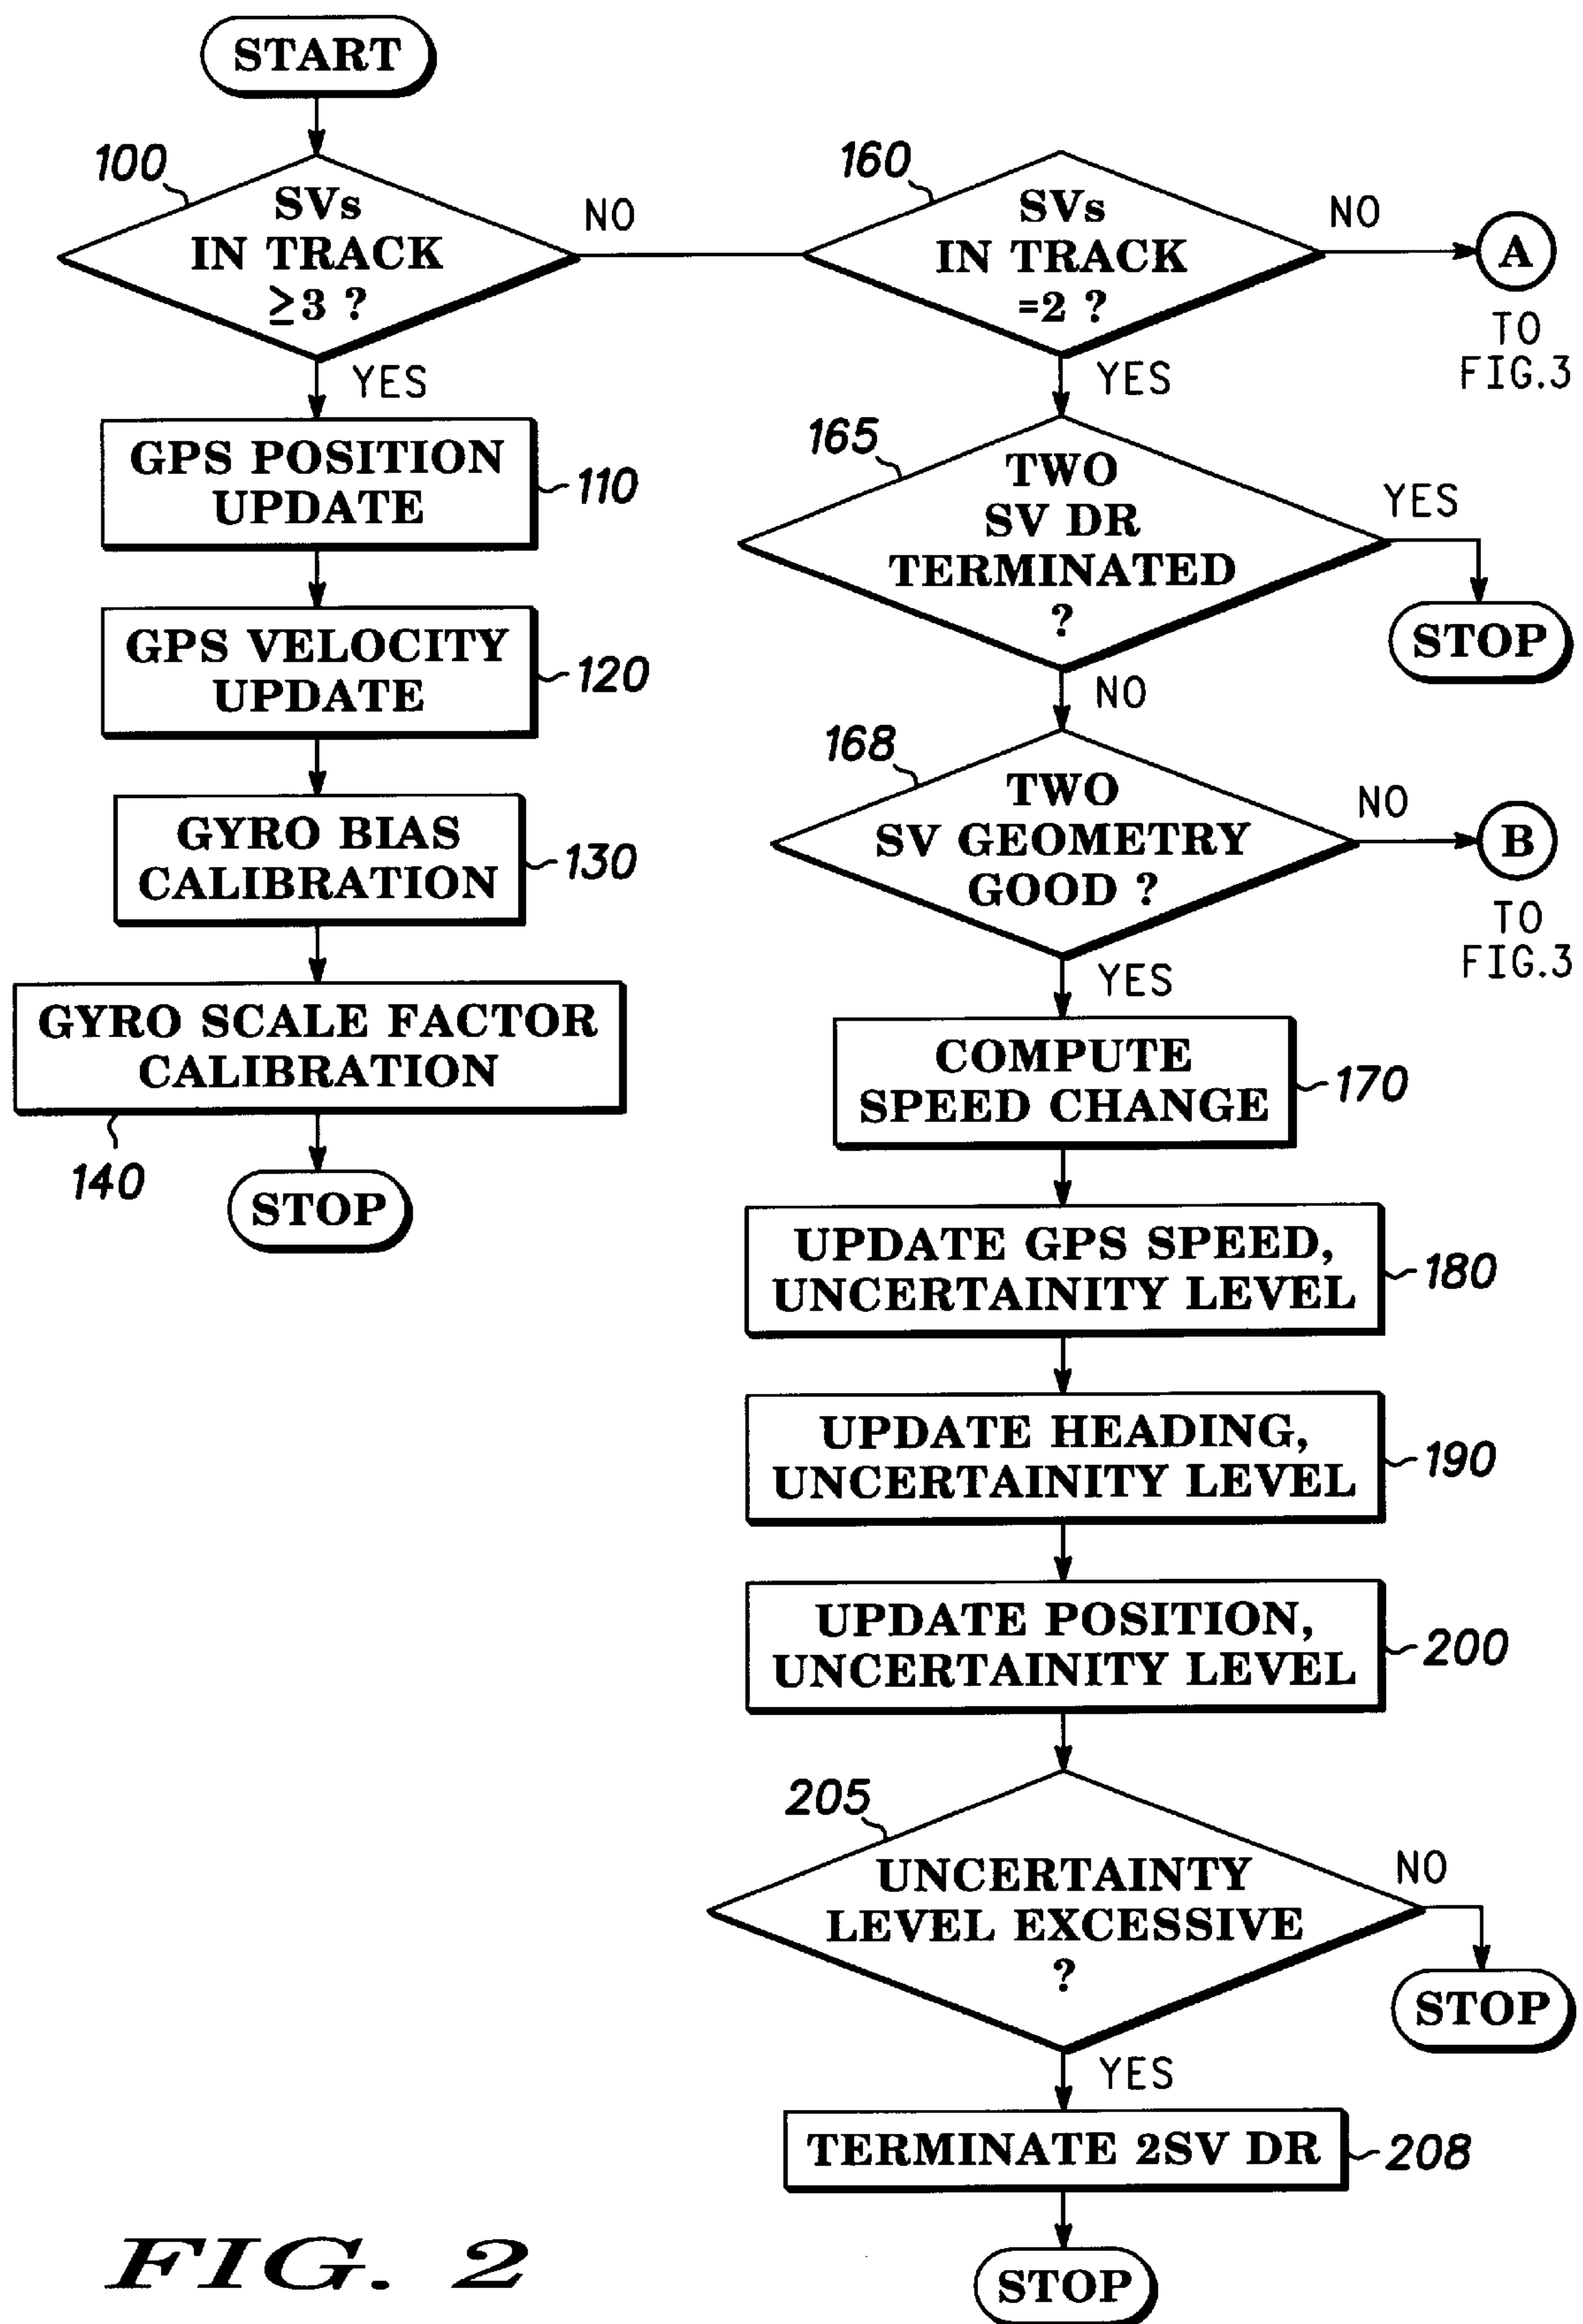 START
100
SVs
IN TRACK
≥3 ?
NO
YES
GPS POSITION
UPDATE
110
GPS VELOCITY
UPDATE
120
GYRO BIAS
CALIBRATION
130
GYRO SCALE FACTOR
CALIBRATION
140
STOP
160
SVs
IN TRACK
=2 ?
NO
A
TO
FIG.3
YES
165
TWO
SV DR
TERMINATED
?
YES
STOP
NO
168
TWO
SV GEOMETRY
GOOD ?
NO
B
TO
FIG.3
YES
COMPUTE
SPEED CHANGE
170
UPDATE GPS SPEED,
UNCERTAINITY LEVEL
180
UPDATE HEADING,
UNCERTAINITY LEVEL
190
UPDATE POSITION,
UNCERTAINITY LEVEL
200
205
UNCERTAINTY
LEVEL EXCESSIVE
?
NO
STOP
YES
TERMINATE 2SV DR
208
STOP
FIG. 2